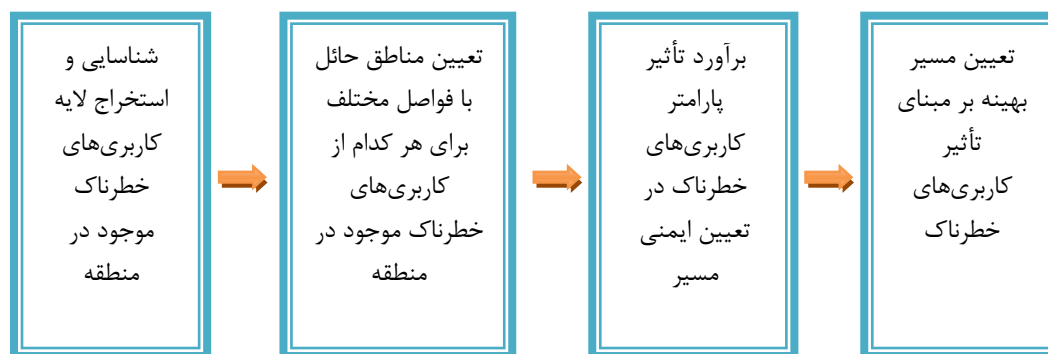 شناسایی و
استخراج لایه
کاربری‌های
خطرناک
موجود در
منطقه
تعیین مناطق حائل
با فواصل مختلف
برای هر کدام از
کاربری‌های
خطرناک موجود در
منطقه
برآورد تأثیر
پارامتر
کاربری‌های
خطرناک در
تعیین ایمنی
مسیر
تعیین مسیر
بهینه بر مبنای
تأثیر
کاربری‌های
خطرناک